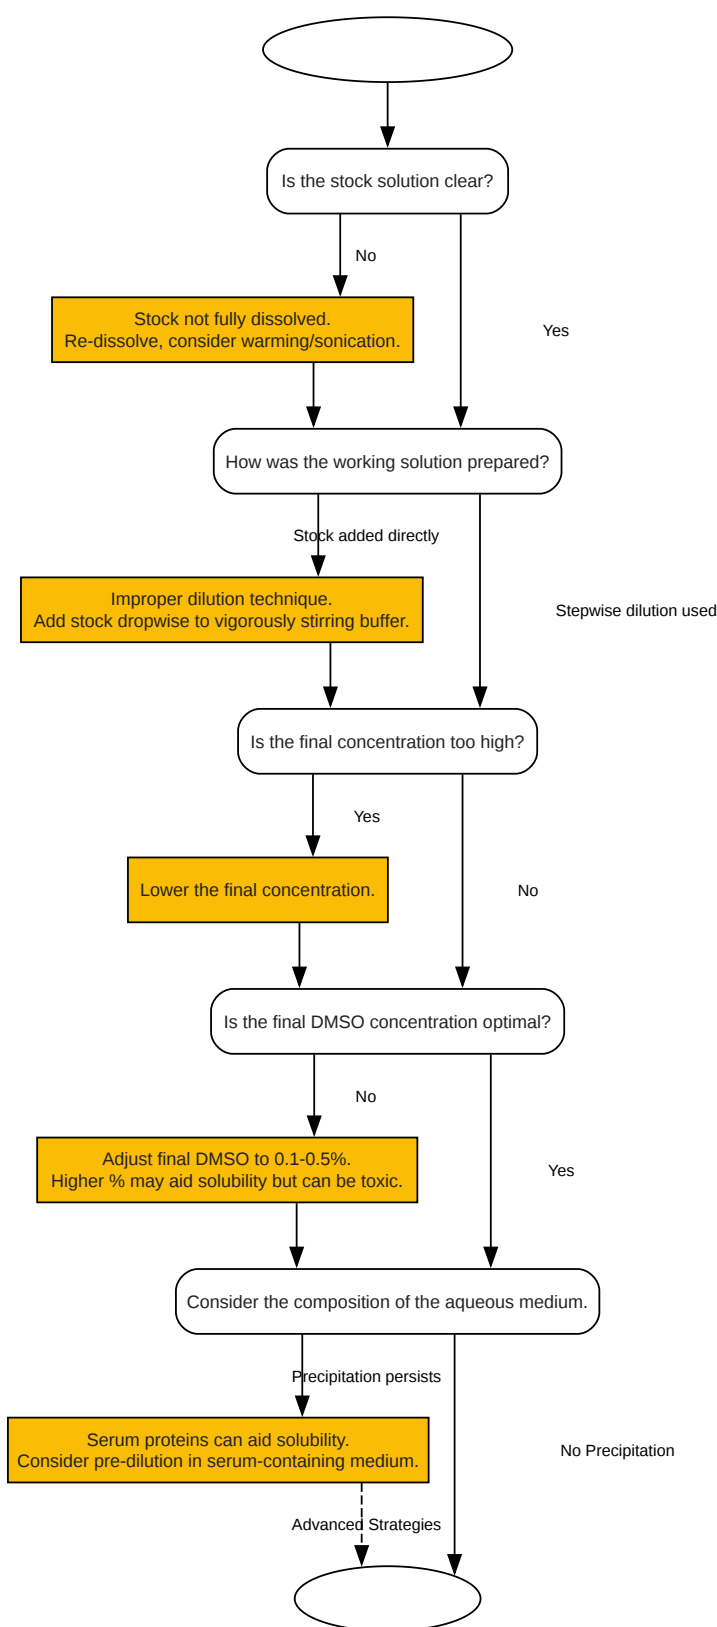 Is the stock solution clear?
No
Stock not fully dissolved.
Re-dissolve, consider warming/sonication.
Yes
How was the working solution prepared?
Stock added directly
Improper dilution technique.
Add stock dropwise to vigorously stirring buffer.
Stepwise dilution used
Is the final concentration too high?
Yes
Lower the final concentration.
No
Is the final DMSO concentration optimal?
No
Adjust final DMSO to 0.1-0.5%.
Higher % may aid solubility but can be toxic.
Yes
Consider the composition of the aqueous medium.
Precipitation persists
Serum proteins can aid solubility.
Consider pre-dilution in serum-containing medium.
No Precipitation
Advanced Strategies